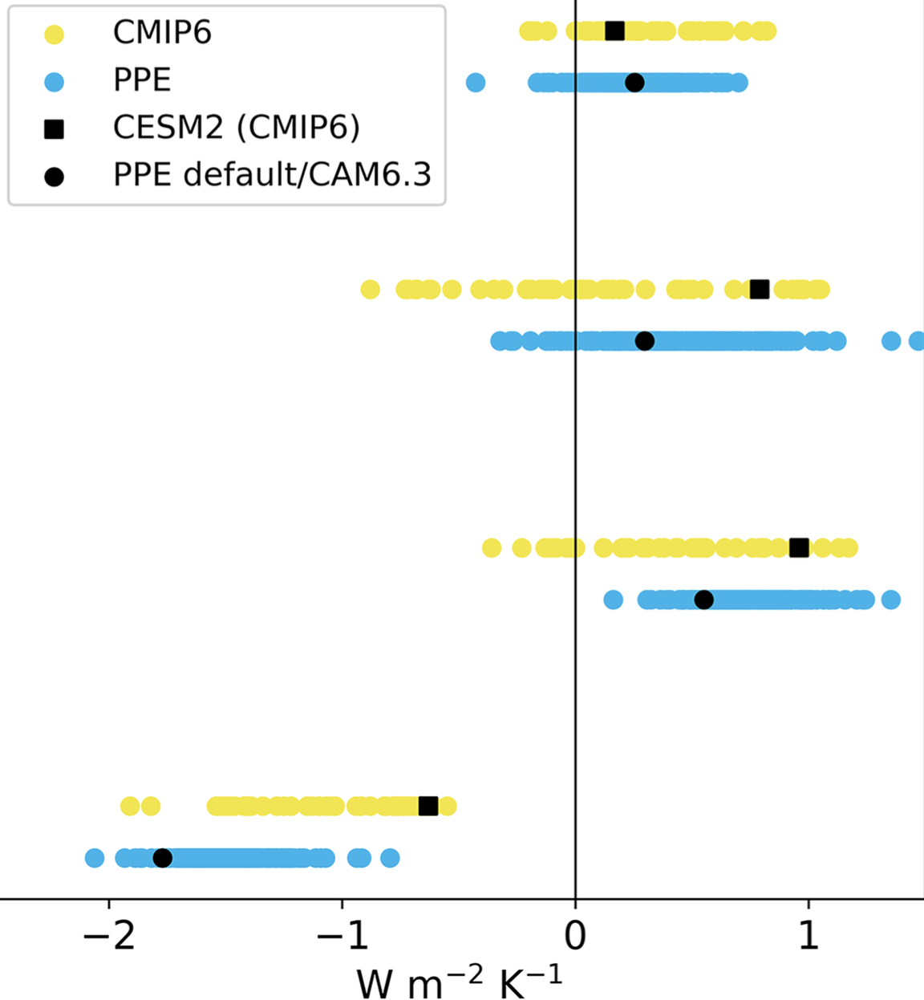 CMIP6
PPE
CESM2 (CMIP6)
PPE default/CAM6.3
−2 −1 0 1
W m⁻² K⁻¹